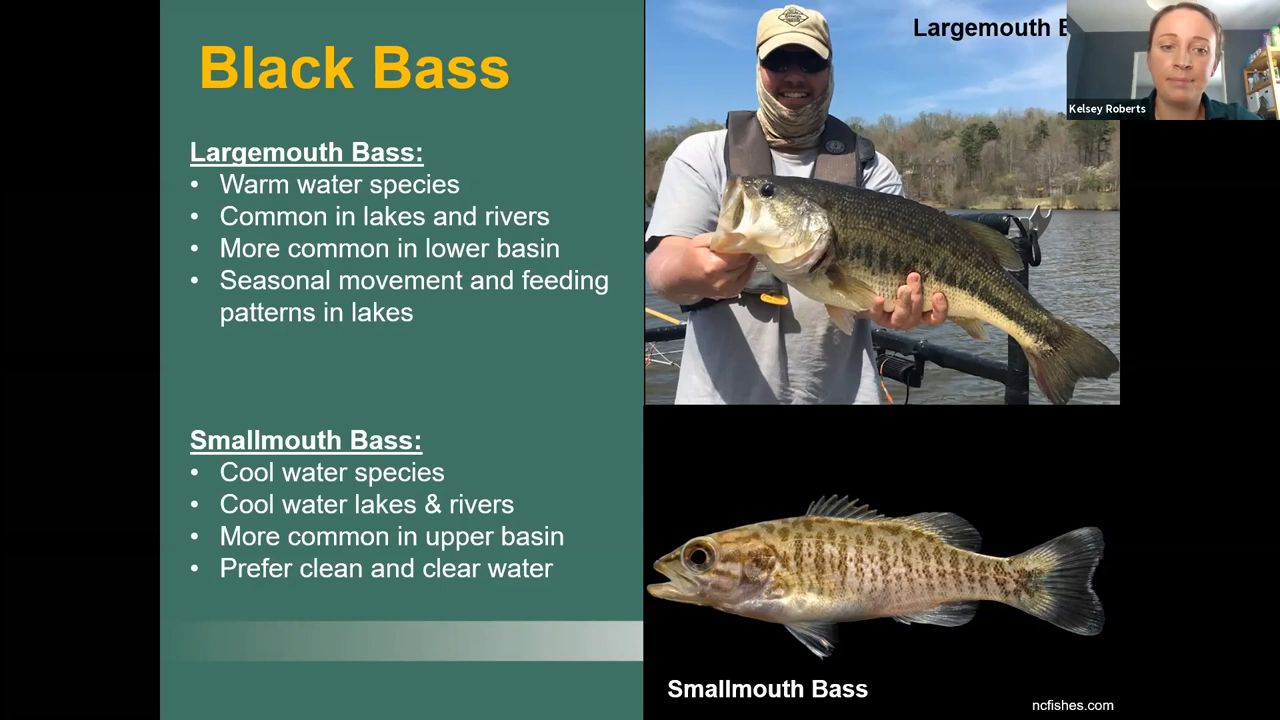 Black Bass
Largemouth Bass:
• Warm water species
• Common in lakes and rivers
• More common in lower basin
• Seasonal movement and feeding
patterns in lakes
Smallmouth Bass:
• Cool water species
• Cool water lakes & rivers
• More common in upper basin
• Prefer clean and clear water
Largemouth B
Kelsey Roberts
Smallmouth Bass
ncfishes.com